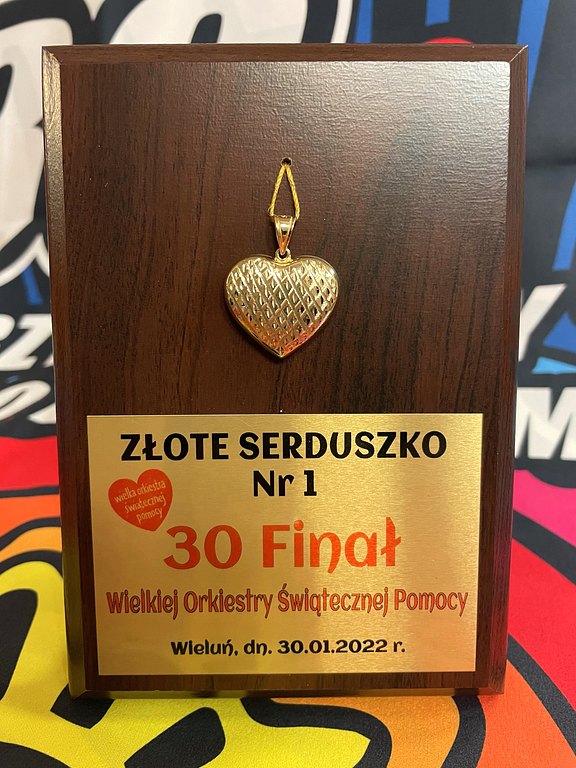 ZŁOTE SERDUSZKO
Nr 1
wielka orkiestra
świątecznej
pomocy
30 Finał
Wielkiej Orkiestry Świątecznej Pomocy
Wieluń, dn. 30.01.2022 r.